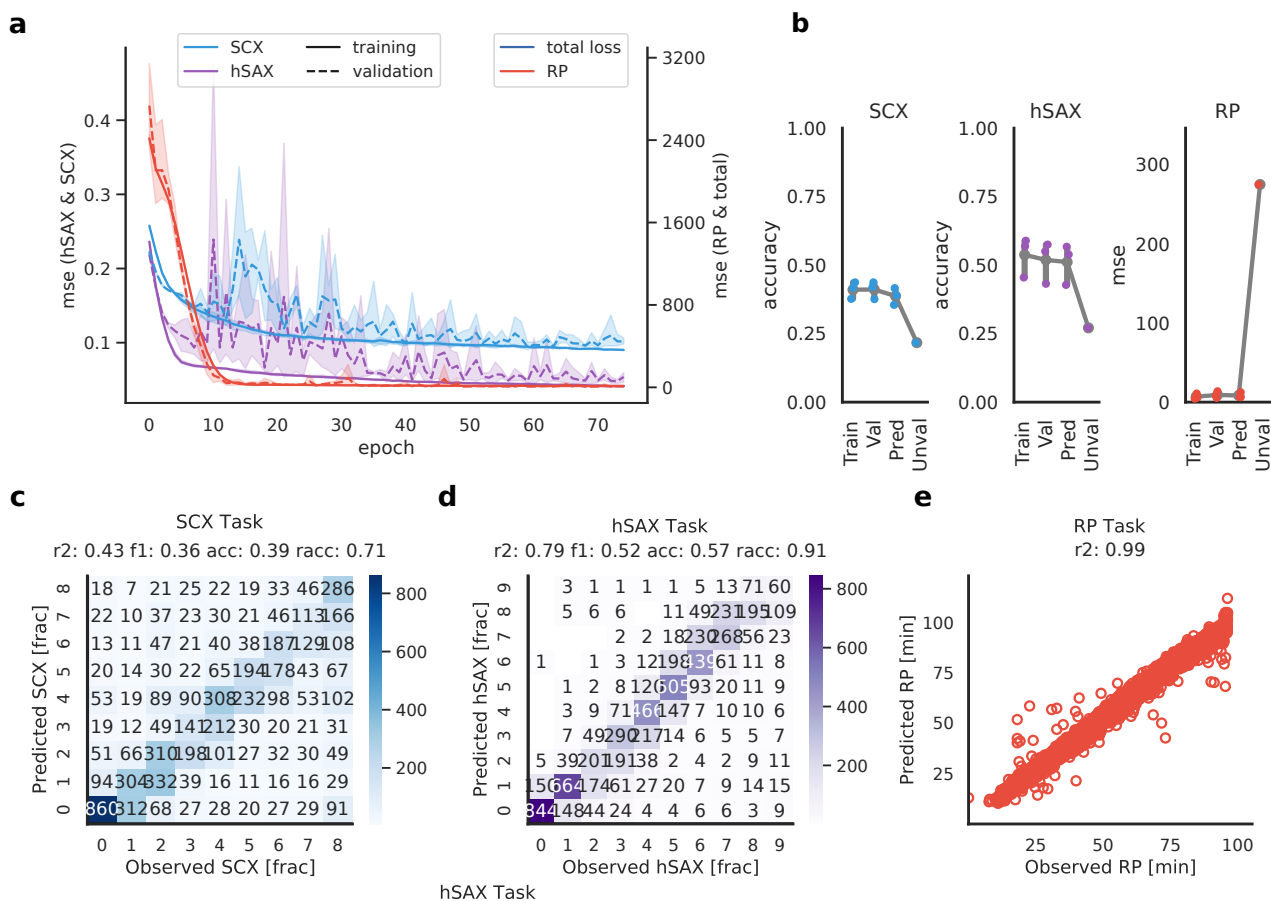 a
SCX
hSAX
training
validation
total loss
RP
mse (hSAX & SCX)
0.4
0.3
0.2
0.1
3200
2400
1600
800
0
mse (RP & total)
0 10 20 30 40 50 60 70
epoch
b
SCX
accuracy
1.00
0.75
0.50
0.25
0.00
Train Val Pred Unval
hSAX
accuracy
1.00
0.75
0.50
0.25
0.00
Train Val Pred Unval
RP
mse
300
200
100
0
Train Val Pred Unval
c
SCX Task
r2: 0.43 f1: 0.36 acc: 0.39 racc: 0.71
Predicted SCX [frac]
8 18 7 21 25 22 19 33 46 286
7 22 10 37 23 30 21 46 113 166
6 13 11 47 21 40 38 187 129 108
5 20 14 30 22 65 194 178 43 67
4 53 19 89 90 308 232 98 53 102
3 19 12 49 141 212 30 20 21 31
2 51 66 310 198 101 27 32 30 49
1 94 304 332 39 16 11 16 16 29
0 860 312 68 27 28 20 27 29 91
0 1 2 3 4 5 6 7 8
Observed SCX [frac]
800
600
400
200
d
hSAX Task
r2: 0.79 f1: 0.52 acc: 0.57 racc: 0.91
Predicted hSAX [frac]
9 3 1 1 1 1 5 13 71 60
8 5 6 6 11 49 231 195 109
7 2 2 18 230 268 56 23
6 1 1 3 12 198 439 61 11 8
5 1 2 8 120 505 93 20 11 9
4 3 9 71 466 147 7 10 10 6
3 7 49 290 217 14 6 5 5 7
2 5 39 201 191 38 2 4 2 9 11
1 150 664 174 61 27 20 7 9 14 15
0 844 148 44 24 4 4 6 6 3 9
0 1 2 3 4 5 6 7 8 9
Observed hSAX [frac]
800
600
400
200
hSAX Task
e
RP Task
r2: 0.99
Predicted RP [min]
100
75
50
25
25 50 75 100
Observed RP [min]